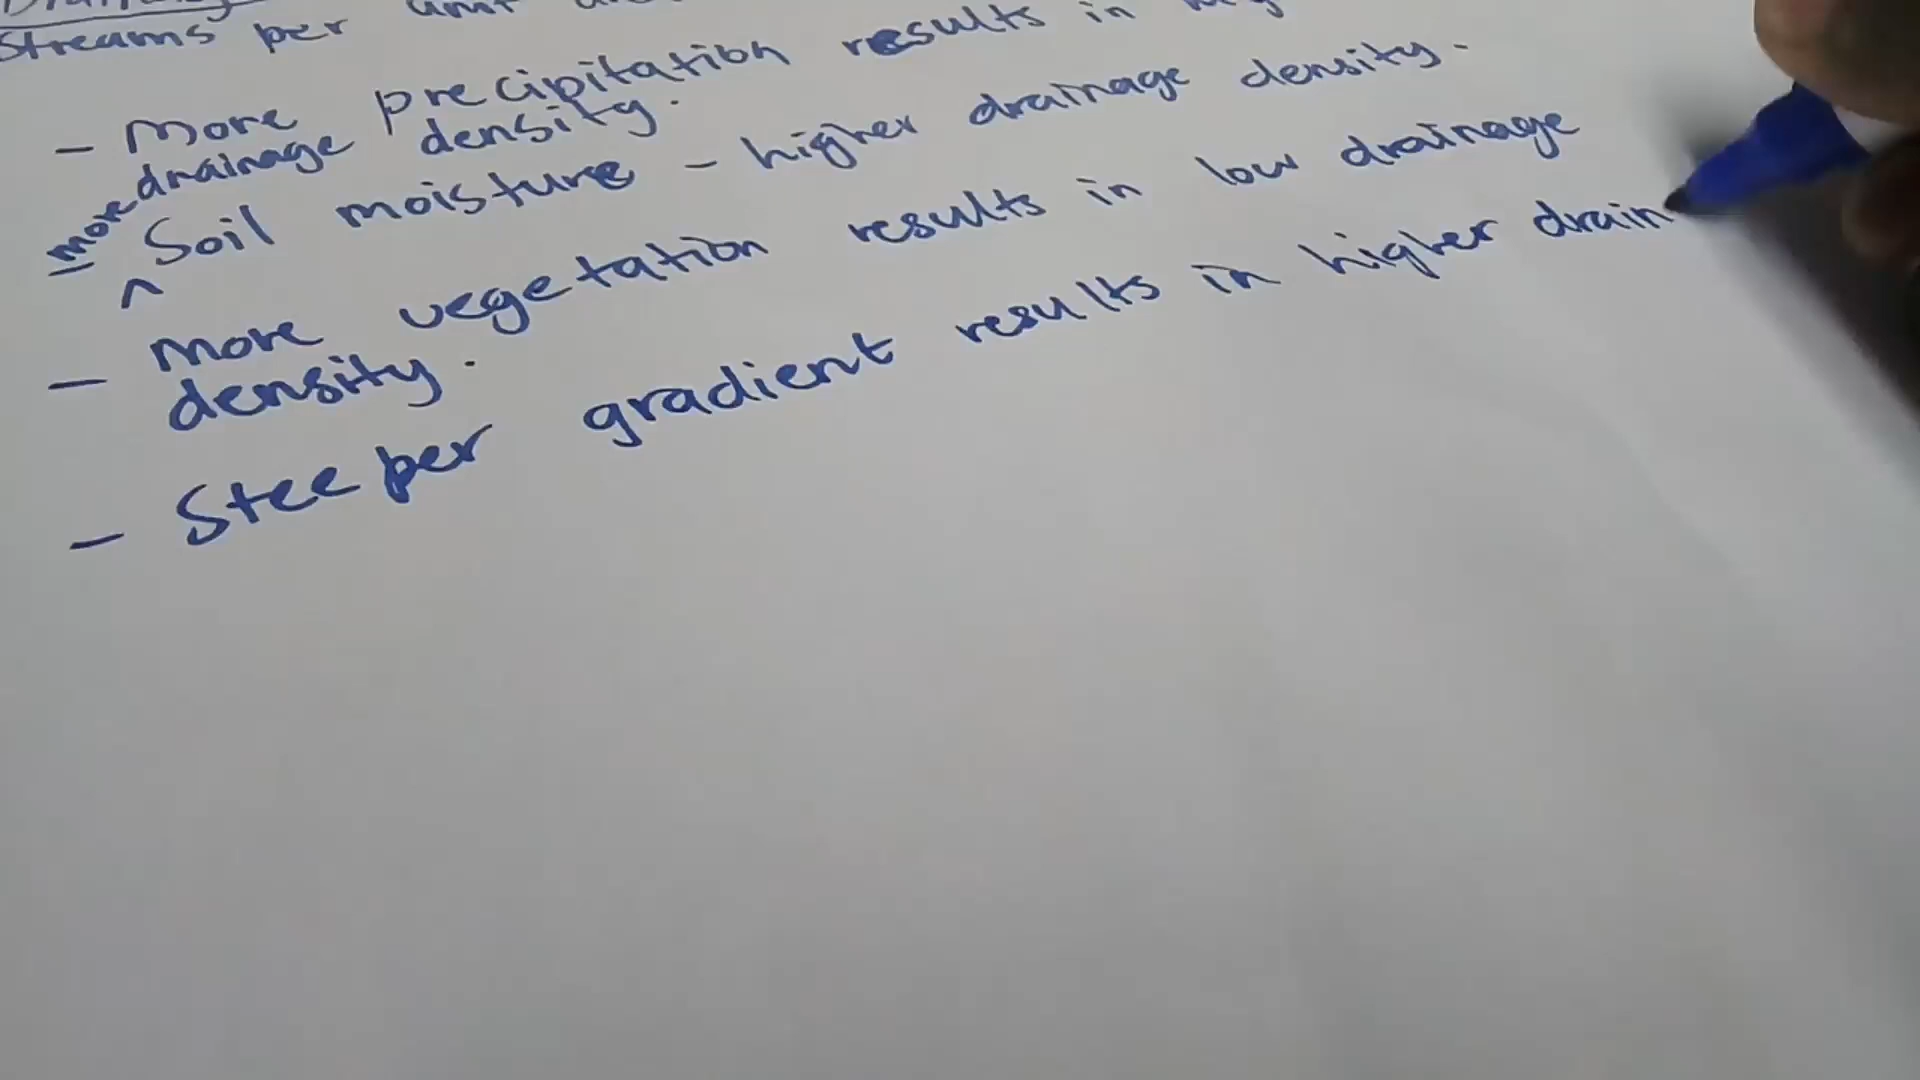 Streams per unit
- More precipitation results in
drainage density.
- more Soil moisture - higher drainage density.
- More vegetation results in low drainage
density.
- Steeper gradient results in higher drain